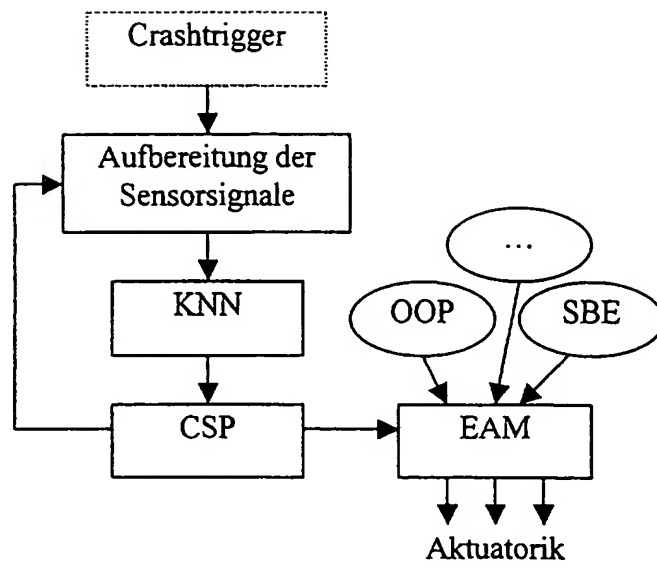 Crashtrigger
Aufbereitung der
Sensorsignale
...
KNN
OOP
SBE
CSP
EAM
Aktuatorik